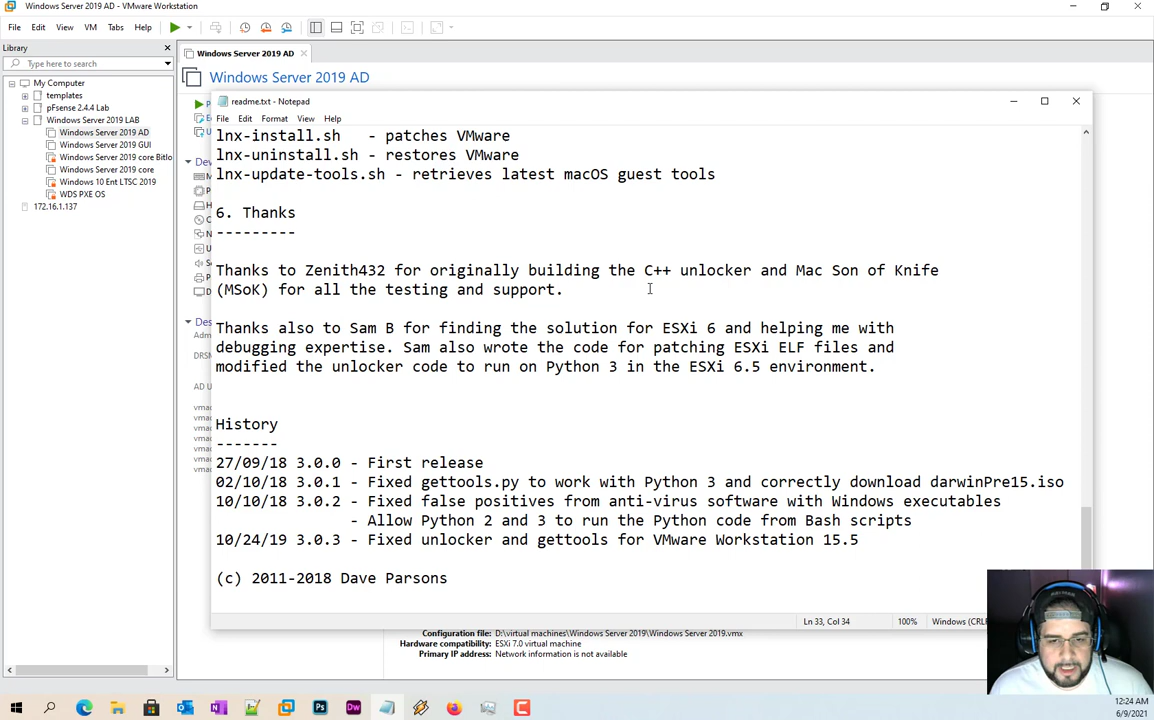 Windows Server 2019 AD - VMware Workstation
File Edit View VM Tabs Help
Library
Type here to search
My Computer
templates
pFsense 2.4.4 Lab
Windows Server 2019 LAB
Windows Server 2019 AD
Windows Server 2019 GUI
Windows Server 2019 core Bitlo
Windows Server 2019 core
Windows 10 Ent LTSC 2019
WDS PXE OS
172.16.1.137
Windows Server 2019 AD
Windows Server 2019 AD
readme.txt - Notepad
File Edit Format View Help
lnx-install.sh - patches VMware
lnx-uninstall.sh - restores VMware
lnx-update-tools.sh - retrieves latest macOS guest tools
6. Thanks
---------
Thanks to Zenith432 for originally building the C++ unlocker and Mac Son of Knife
(MSoK) for all the testing and support.
Thanks also to Sam B for finding the solution for ESXi 6 and helping me with
debugging expertise. Sam also wrote the code for patching ESXi ELF files and
modified the unlocker code to run on Python 3 in the ESXi 6.5 environment.
History
-------
27/09/18 3.0.0 - First release
02/10/18 3.0.1 - Fixed gettools.py to work with Python 3 and correctly download darwinPre15.iso
10/10/18 3.0.2 - Fixed false positives from anti-virus software with Windows executables
- Allow Python 2 and 3 to run the Python code from Bash scripts
10/24/19 3.0.3 - Fixed unlocker and gettools for VMware Workstation 15.5
(c) 2011-2018 Dave Parsons
Ln 33, Col 34 100% Windows (CRLF
Configuration file: D:\virtual machines\Windows Server 2019\Windows Server 2019.vmx
Hardware compatibility: ESXi 7.0 virtual machine
Primary IP address: Network information is not available
12:24 AM
6/9/2021